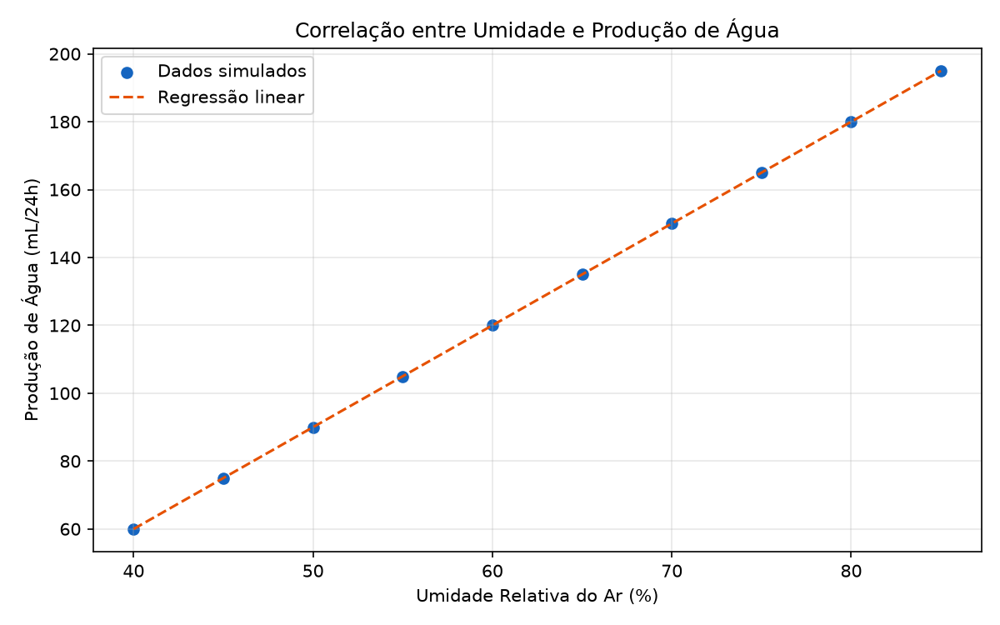 Correlação entre Umidade e Produção de Água
Dados simulados
Regressão linear
Produção de Água (mL/24h)
200
180
160
140
120
100
80
60
40 50 60 70 80
Umidade Relativa do Ar (%)